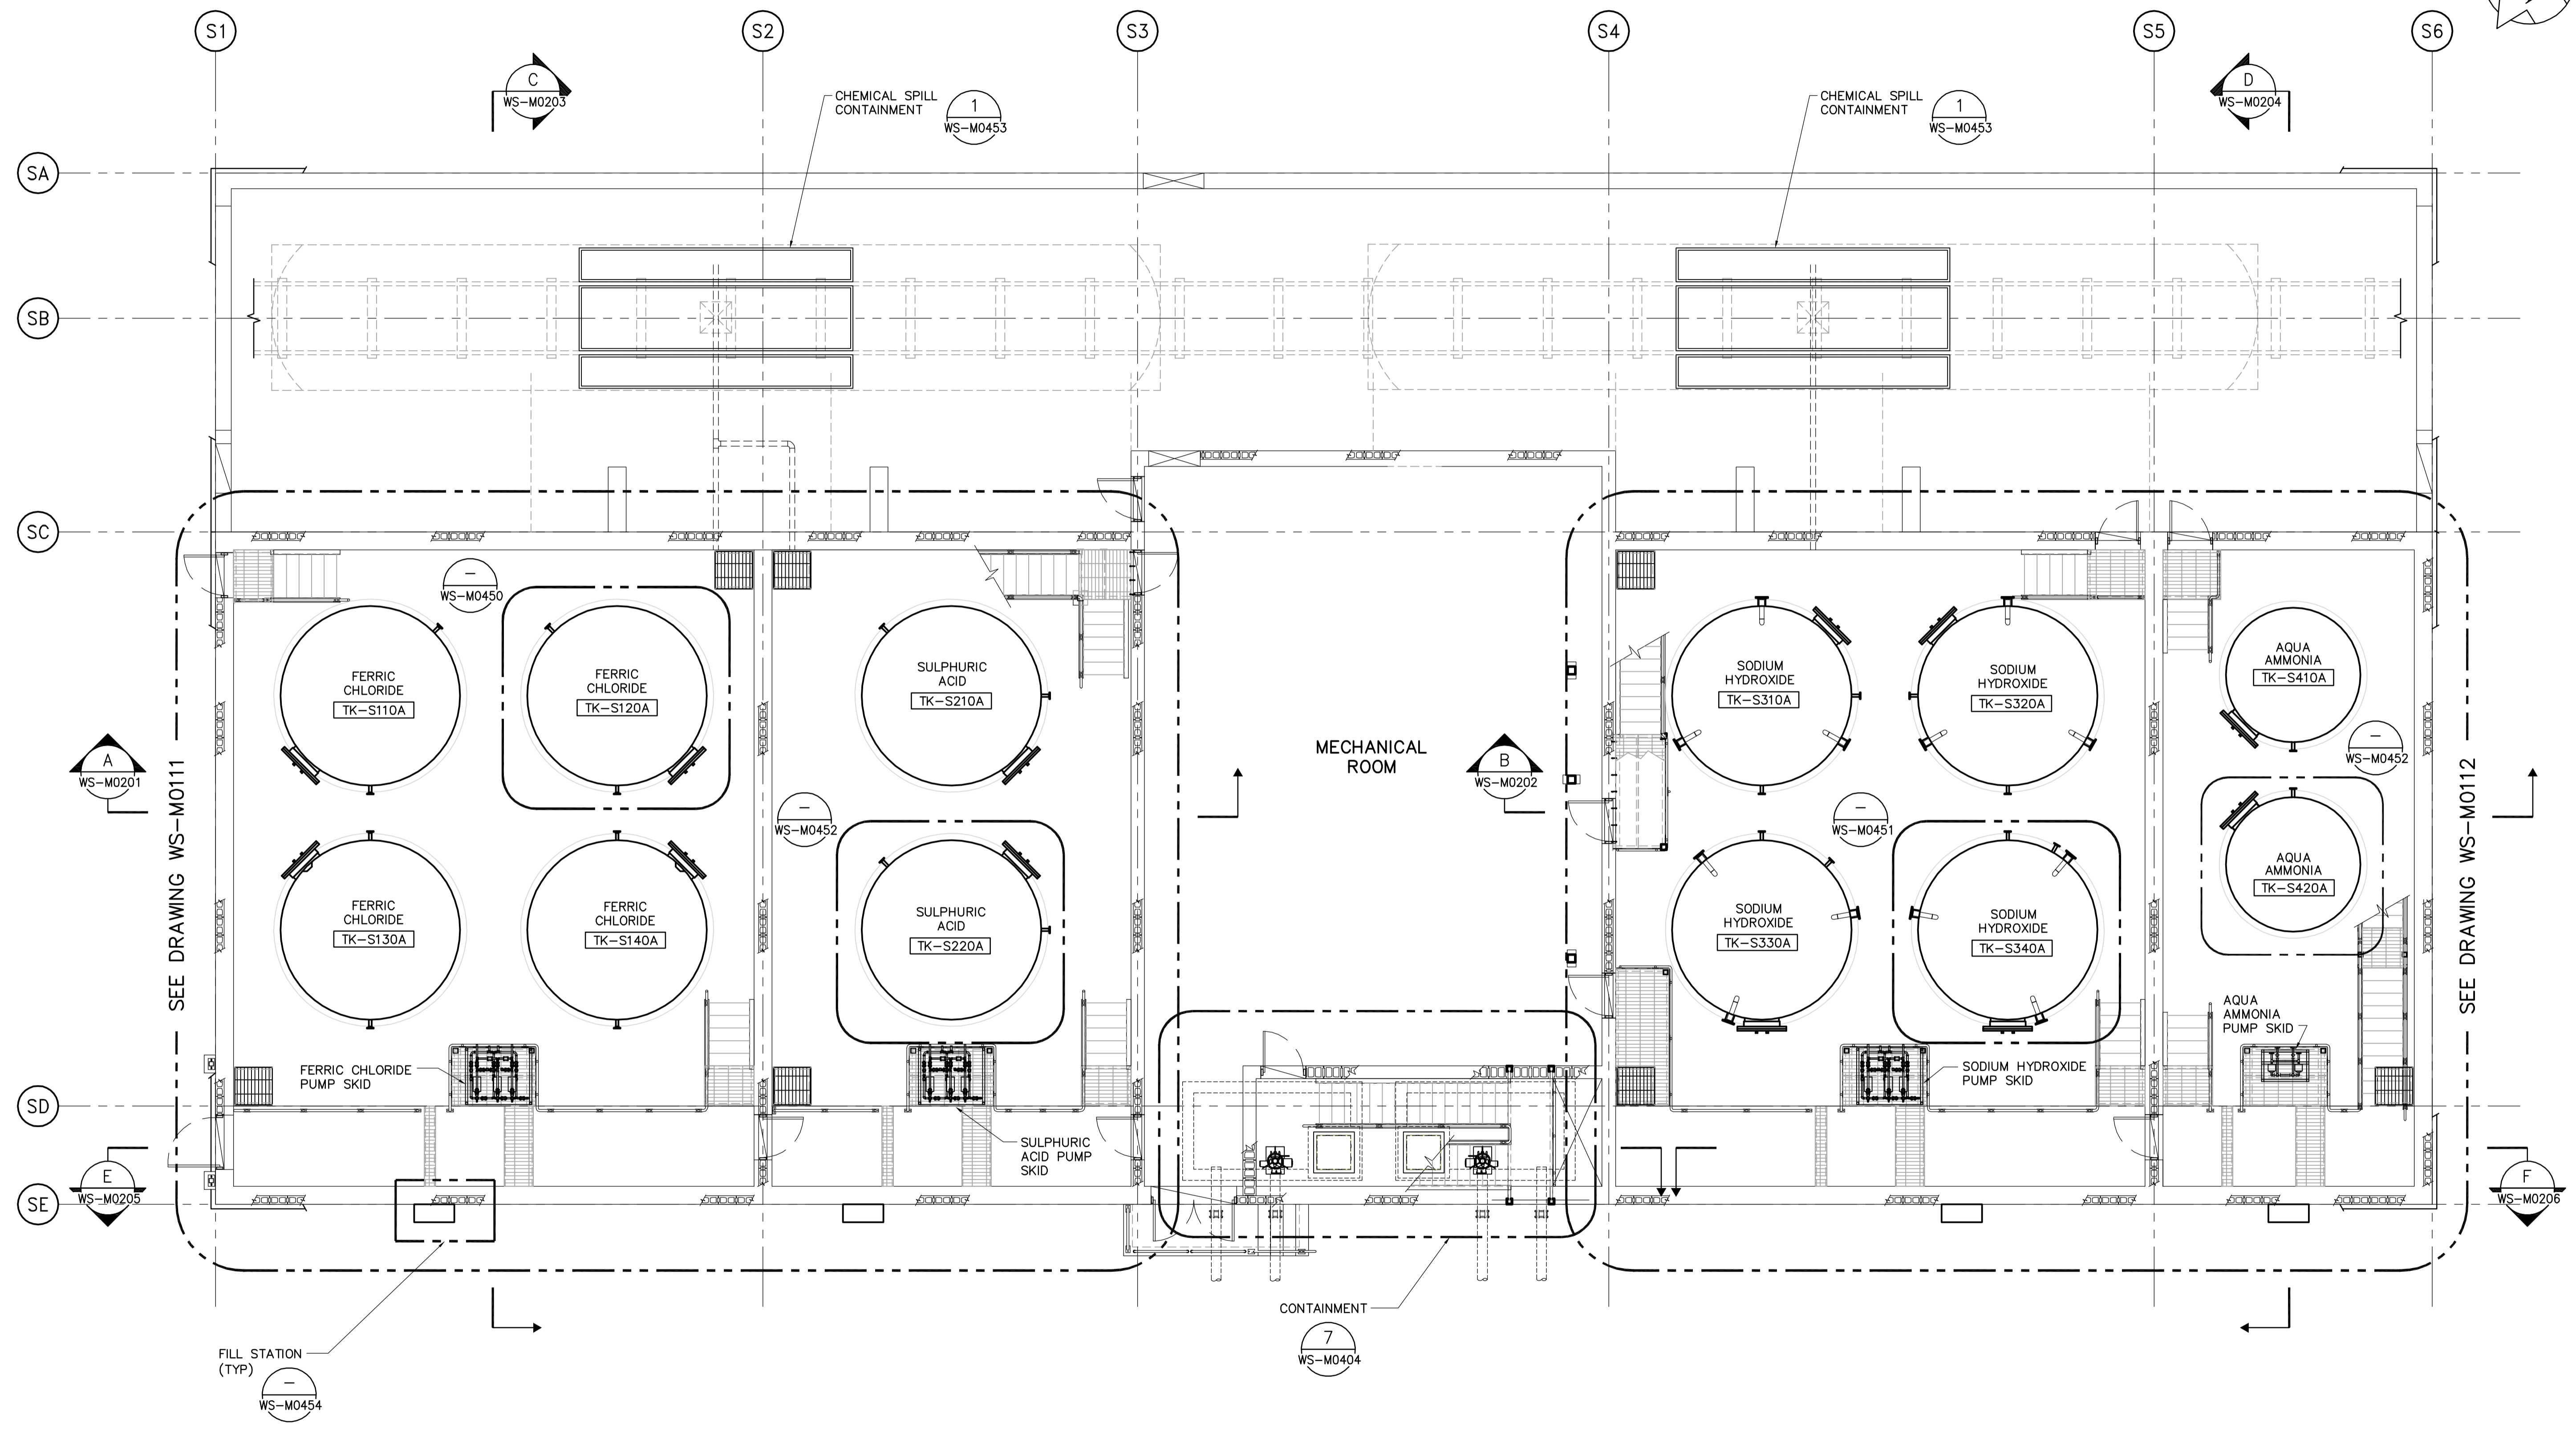 S1
S2
S3
S4
S5
S6
C
WS-M0203
CHEMICAL SPILL
CONTAINMENT
1
WS-M0453
CHEMICAL SPILL
CONTAINMENT
1
WS-M0453
D
WS-M0204
SA
SB
SC
SD
SE
–
WS-M0450
FERRIC
CHLORIDE
TK-S110A
FERRIC
CHLORIDE
TK-S120A
SULPHURIC
ACID
TK-S210A
MECHANICAL
ROOM
SODIUM
HYDROXIDE
TK-S310A
SODIUM
HYDROXIDE
TK-S320A
AQUA
AMMONIA
TK-S410A
A
WS-M0201
SEE DRAWING WS-M0111
–
WS-M0452
B
WS-M0202
–
WS-M0451
–
WS-M0452
SEE DRAWING WS-M0112
FERRIC
CHLORIDE
TK-S130A
FERRIC
CHLORIDE
TK-S140A
SULPHURIC
ACID
TK-S220A
SODIUM
HYDROXIDE
TK-S330A
SODIUM
HYDROXIDE
TK-S340A
AQUA
AMMONIA
TK-S420A
FERRIC CHLORIDE
PUMP SKID
SULPHURIC
ACID PUMP
SKID
SODIUM HYDROXIDE
PUMP SKID
AQUA
AMMONIA
PUMP SKID
E
WS-M0205
F
WS-M0206
FILL STATION
(TYP)
–
WS-M0454
CONTAINMENT
7
WS-M0404